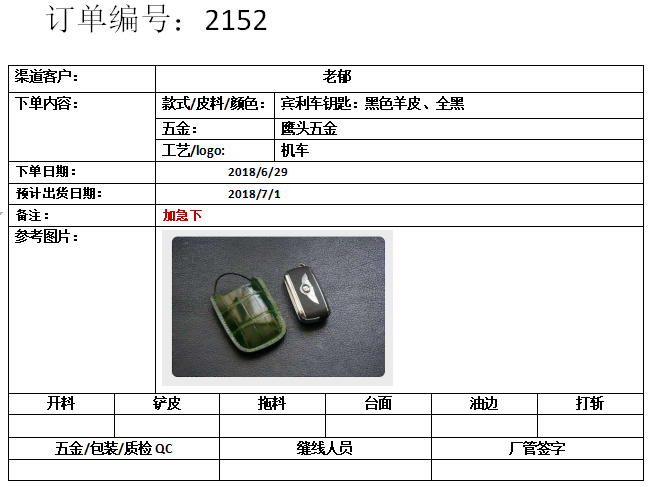 订单编号：2152
渠道客户： 老郁
下单内容： 款式/皮料/颜色： 宾利车钥匙：黑色羊皮、全黑
五金： 鹰头五金
工艺/logo: 机车
下单日期： 2018/6/29
预计出货日期： 2018/7/1
备注： 加急下
参考图片：
开料 铲皮 拖料 台面 油边 打斩
五金/包装/质检 QC 缝线人员 厂管签字